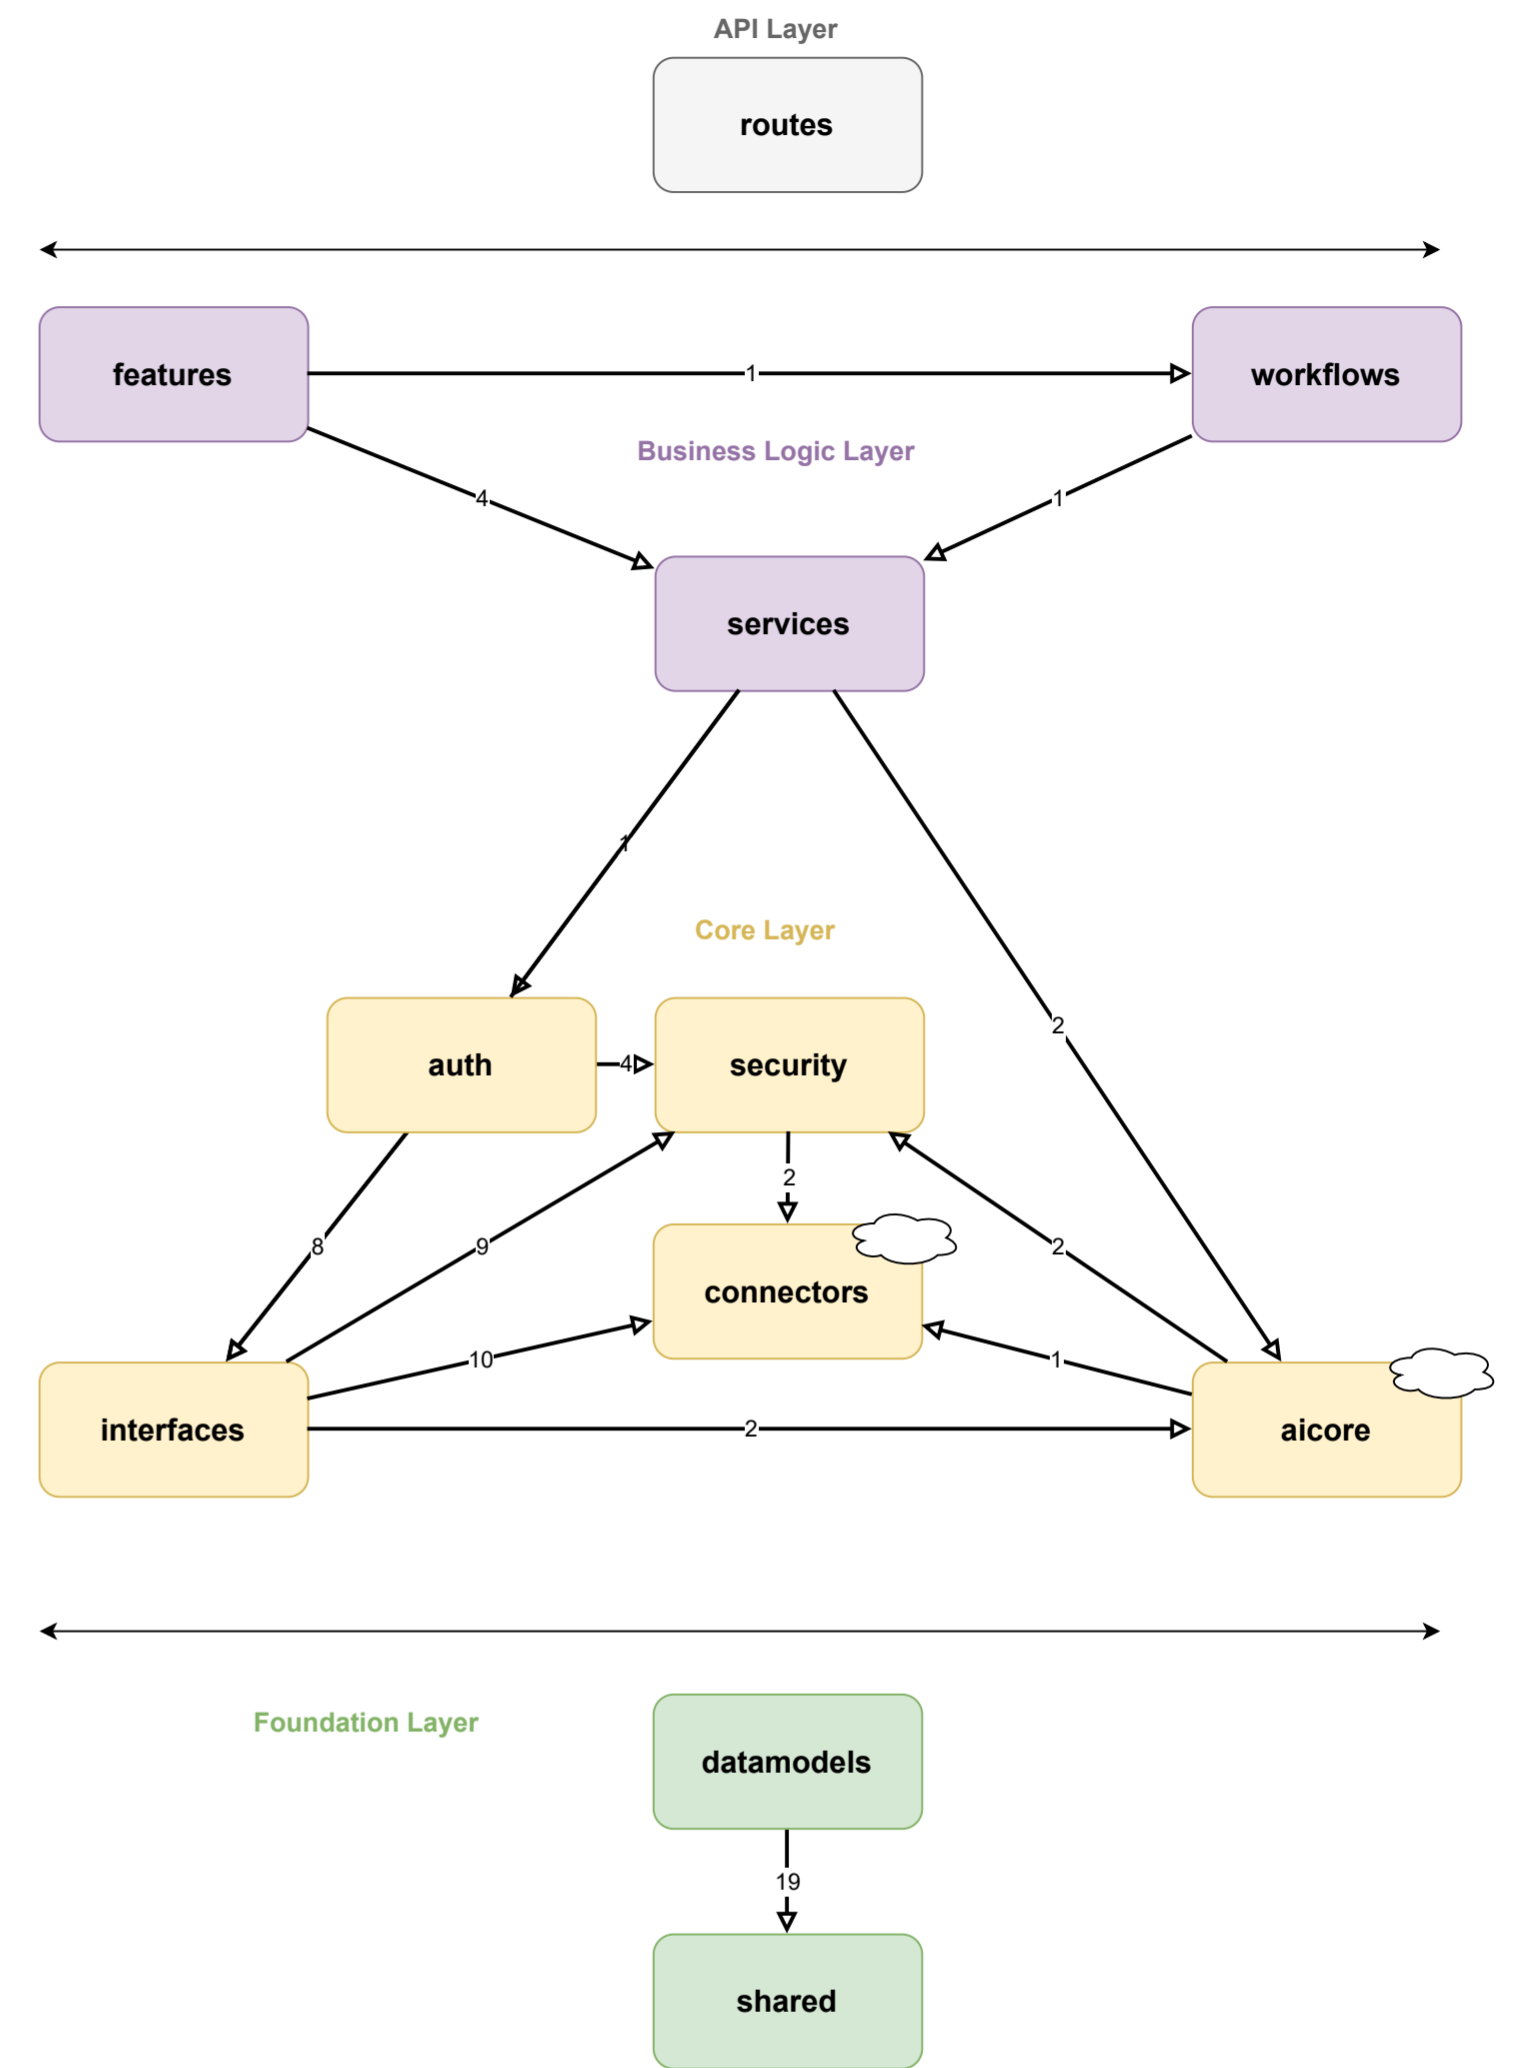 API Layer
routes
features
1
workflows
Business Logic Layer
4
1
services
1
Core Layer
2
auth
4
security
2
8
9
2
connectors
10
1
interfaces
2
aicore
Foundation Layer
datamodels
19
shared